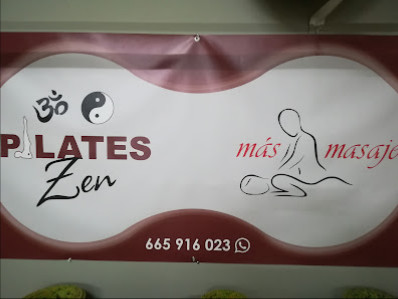 ॐ
PILATES
Zen
más masaje
665 916 023